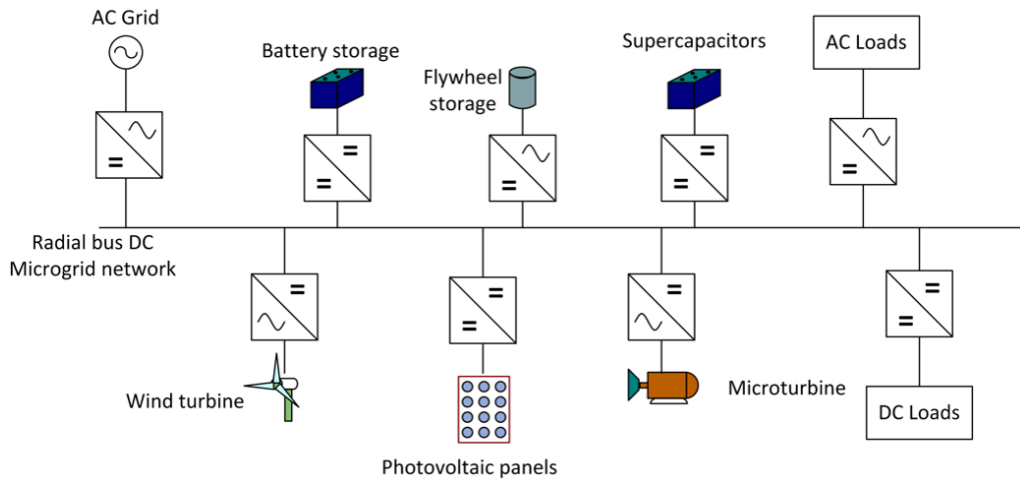 AC Grid
Battery storage
Flywheel
storage
Supercapacitors
AC Loads
Radial bus DC
Microgrid network
Wind turbine
Photovoltaic panels
Microturbine
DC Loads